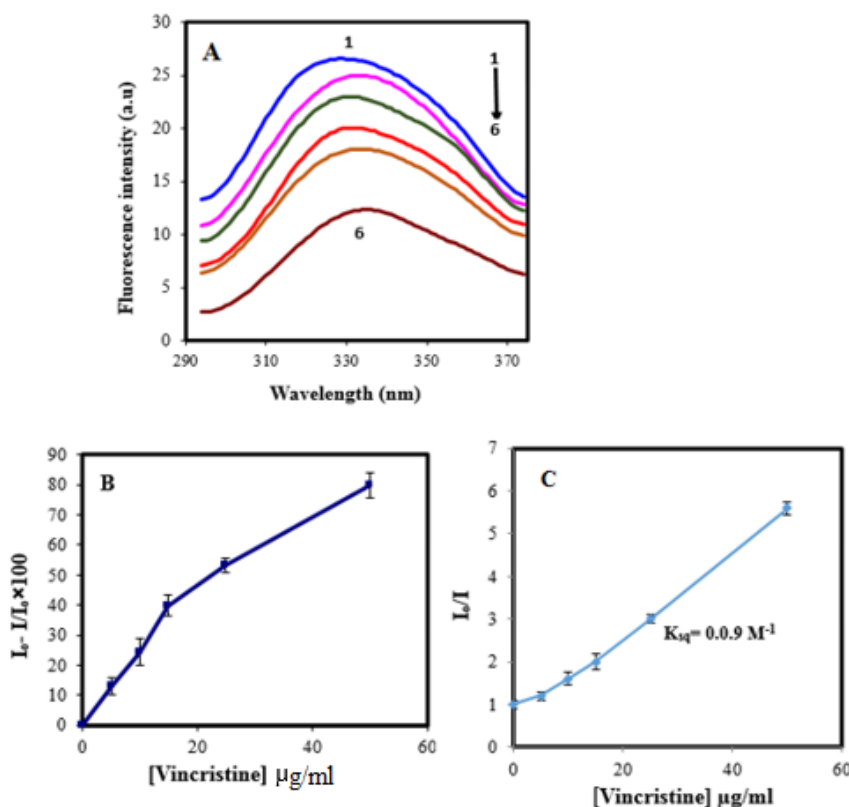 A
1
1
6
6
Fluorescence intensity (a.u)
30
25
20
15
10
5
0
290 310 330 350 370
Wavelength (nm)
B
I₀- I/I₀×100
90
80
70
60
50
40
30
20
10
0
0 20 40 60
[Vincristine] µg/ml
C
I₀/I
7
6
5
4
3
2
1
0
Ksq= 0.0.9 M⁻¹
0 20 40 60
[Vincristine] µg/ml